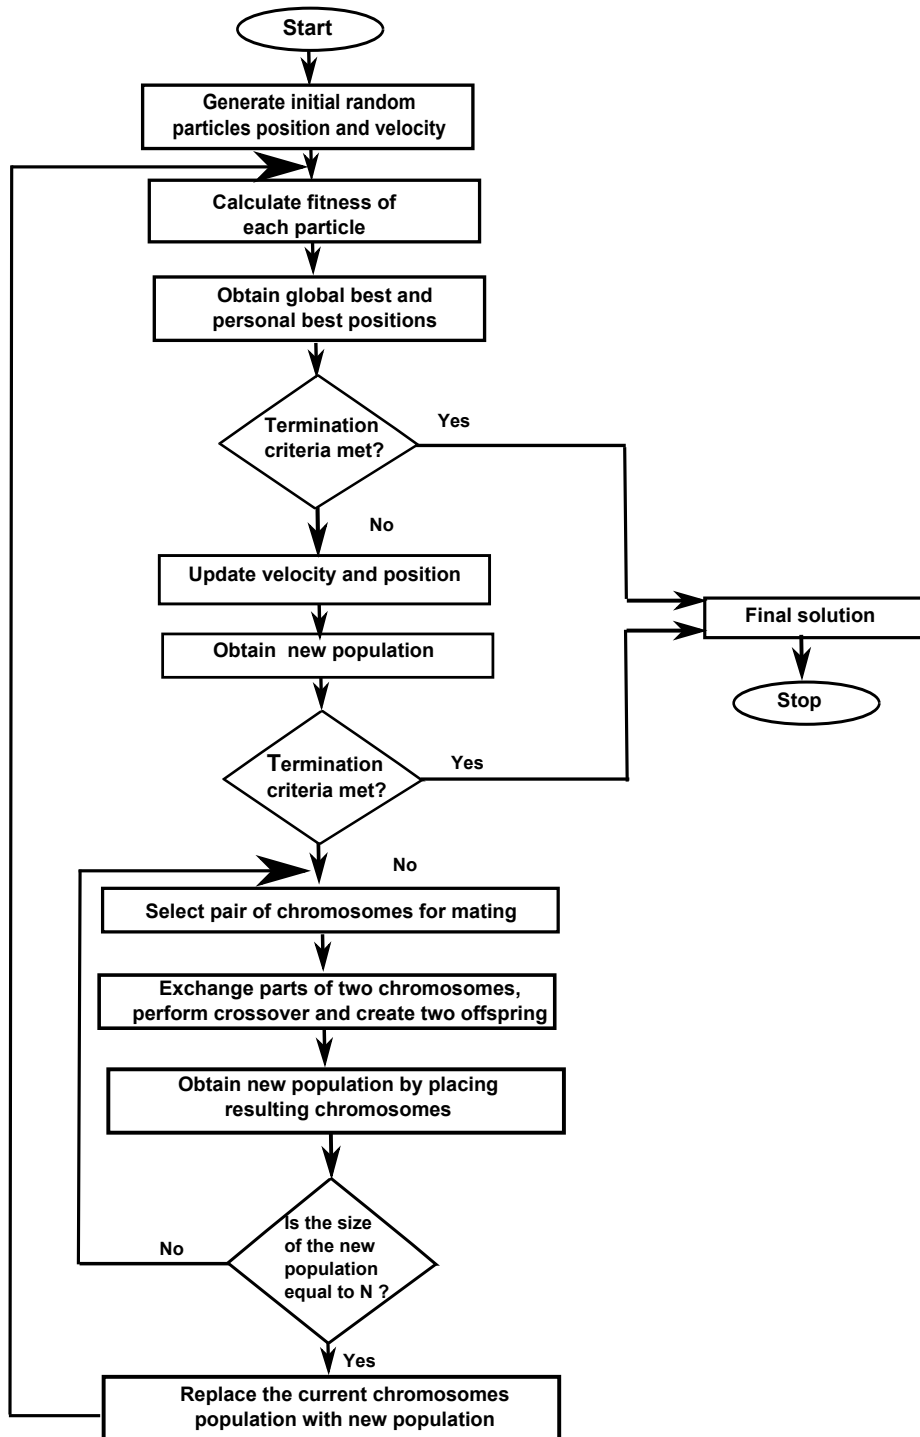 Start
Generate initial random
particles position and velocity
Calculate fitness of
each particle
Obtain global best and
personal best positions
Termination
criteria met?
Yes
No
Update velocity and position
Obtain new population
Final solution
Stop
Termination
criteria met?
Yes
No
Select pair of chromosomes for mating
Exchange parts of two chromosomes,
perform crossover and create two offspring
Obtain new population by placing
resulting chromosomes
Is the size
of the new
population
equal to N ?
No
Yes
Replace the current chromosomes
population with new population